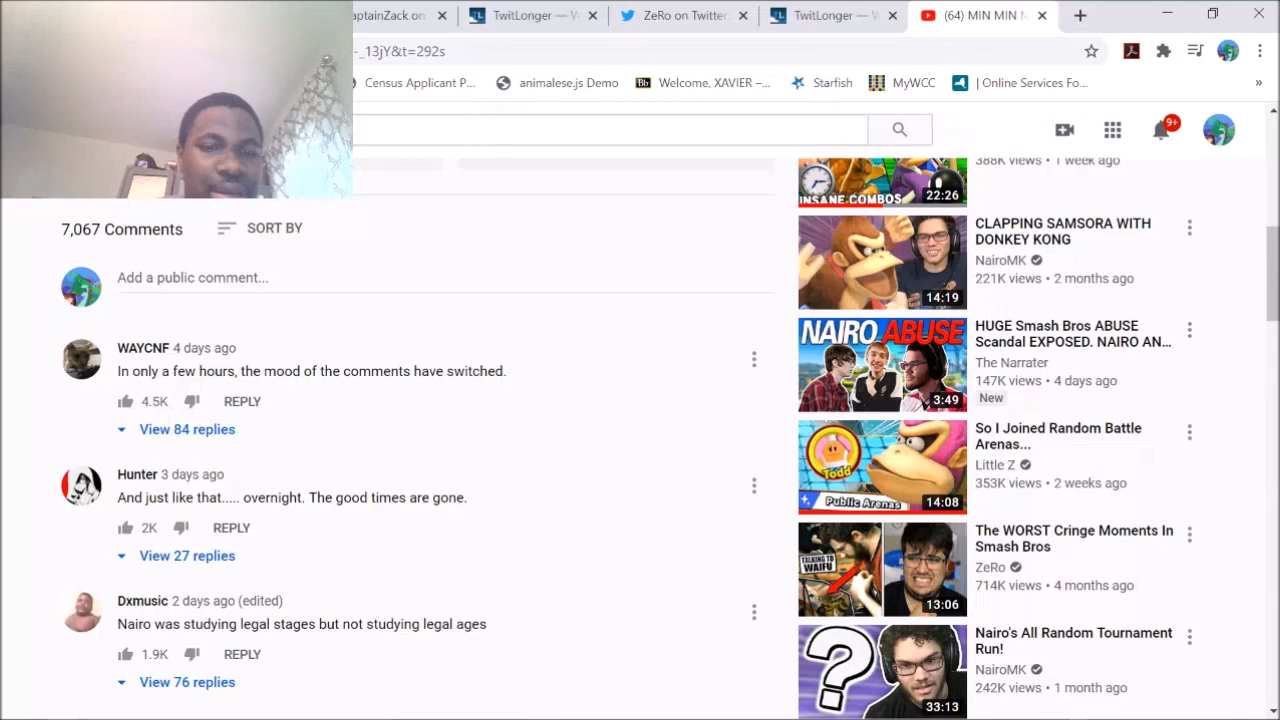 aptainZack on
TwitLonger — W
ZeRo on Twitter:
TwitLonger — W
(64) MIN MIN M
_13jY&t=292s
Census Applicant P...
animalese.js Demo
Bb Welcome, XAVIER –...
Starfish
MyWCC
| Online Services Fo...
»
9+
388K views • 1 week ago
INSANE COMBOS
22:26
7,067 Comments
SORT BY
Add a public comment...
WAYCNF 4 days ago
In only a few hours, the mood of the comments have switched.
4.5K REPLY
View 84 replies
Hunter 3 days ago
And just like that..... overnight. The good times are gone.
2K REPLY
View 27 replies
Dxmusic 2 days ago (edited)
Nairo was studying legal stages but not studying legal ages
1.9K REPLY
View 76 replies
CLAPPING SAMSORA WITH
DONKEY KONG
NairoMK
221K views • 2 months ago
14:19
NAIRO ABUSE
3:49
HUGE Smash Bros ABUSE
Scandal EXPOSED. NAIRO AN...
The Narrater
147K views • 4 days ago
New
Todd
Public Arenas
14:08
So I Joined Random Battle
Arenas...
Little Z
353K views • 2 weeks ago
TALKING TO
WAIFU
13:06
The WORST Cringe Moments In
Smash Bros
ZeRo
714K views • 4 months ago
?
33:13
Nairo's All Random Tournament
Run!
NairoMK
242K views • 1 month ago